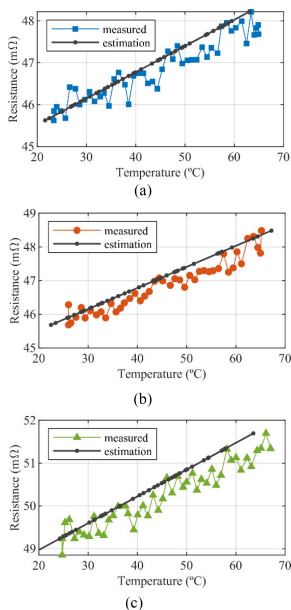 48
47
46
45
Resistance (mΩ)
measured
estimation
20 30 40 50 60 70
Temperature (ºC)
(a)
49
48
47
46
45
Resistance (mΩ)
measured
estimation
20 30 40 50 60 70
Temperature (ºC)
(b)
52
51
50
49
Resistance (mΩ)
measured
estimation
20 30 40 50 60 70
Temperature (ºC)
(c)